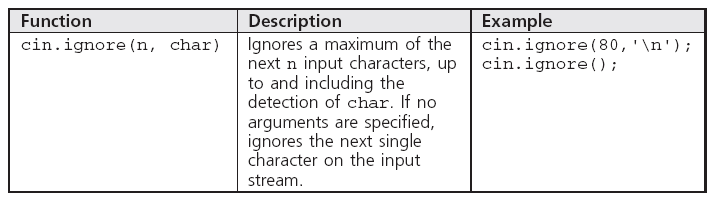 Function Description Example
cin.ignore(n, char) Ignores a maximum of the cin.ignore(80,'\n');
next n input characters, up cin.ignore();
to and including the
detection of char. If no
arguments are specified,
ignores the next single
character on the input
stream.